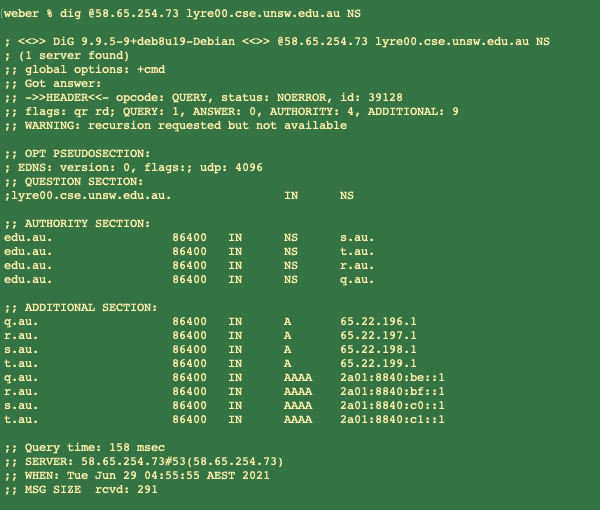 weber % dig @58.65.254.73 lyre00.cse.unsw.edu.au NS
; <<>> DiG 9.9.5-9+deb8u19-Debian <<>> @58.65.254.73 lyre00.cse.unsw.edu.au NS
; (1 server found)
;; global options: +cmd
;; Got answer:
;; ->>HEADER<<- opcode: QUERY, status: NOERROR, id: 39128
;; flags: qr rd; QUERY: 1, ANSWER: 0, AUTHORITY: 4, ADDITIONAL: 9
;; WARNING: recursion requested but not available
;; OPT PSEUDOSECTION:
; EDNS: version: 0, flags:; udp: 4096
;; QUESTION SECTION:
;lyre00.cse.unsw.edu.au. IN NS
;; AUTHORITY SECTION:
edu.au. 86400 IN NS s.au.
edu.au. 86400 IN NS t.au.
edu.au. 86400 IN NS r.au.
edu.au. 86400 IN NS q.au.
;; ADDITIONAL SECTION:
q.au. 86400 IN A 65.22.196.1
r.au. 86400 IN A 65.22.197.1
s.au. 86400 IN A 65.22.198.1
t.au. 86400 IN A 65.22.199.1
q.au. 86400 IN AAAA 2a01:8840:be::1
r.au. 86400 IN AAAA 2a01:8840:bf::1
s.au. 86400 IN AAAA 2a01:8840:c0::1
t.au. 86400 IN AAAA 2a01:8840:c1::1
;; Query time: 158 msec
;; SERVER: 58.65.254.73#53(58.65.254.73)
;; WHEN: Tue Jun 29 04:55:55 AEST 2021
;; MSG SIZE rcvd: 291